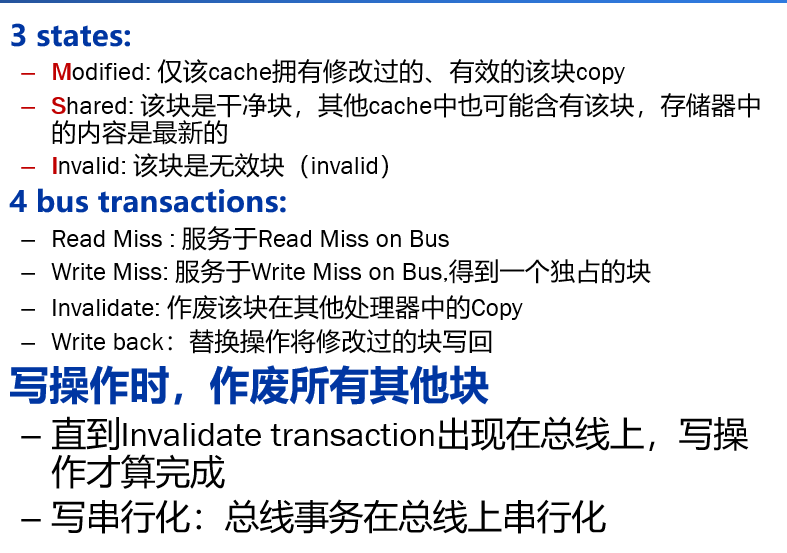 3 states:
– Modified: 仅该cache拥有修改过的、有效的该块copy
– Shared: 该块是干净块，其他cache中也可能含有该块，存储器中
的内容是最新的
– Invalid: 该块是无效块（invalid）
4 bus transactions:
– Read Miss : 服务于Read Miss on Bus
– Write Miss: 服务于Write Miss on Bus,得到一个独占的块
– Invalidate: 作废该块在其他处理器中的Copy
– Write back：替换操作将修改过的块写回
写操作时，作废所有其他块
– 直到Invalidate transaction出现在总线上，写操
作才算完成
– 写串行化：总线事务在总线上串行化